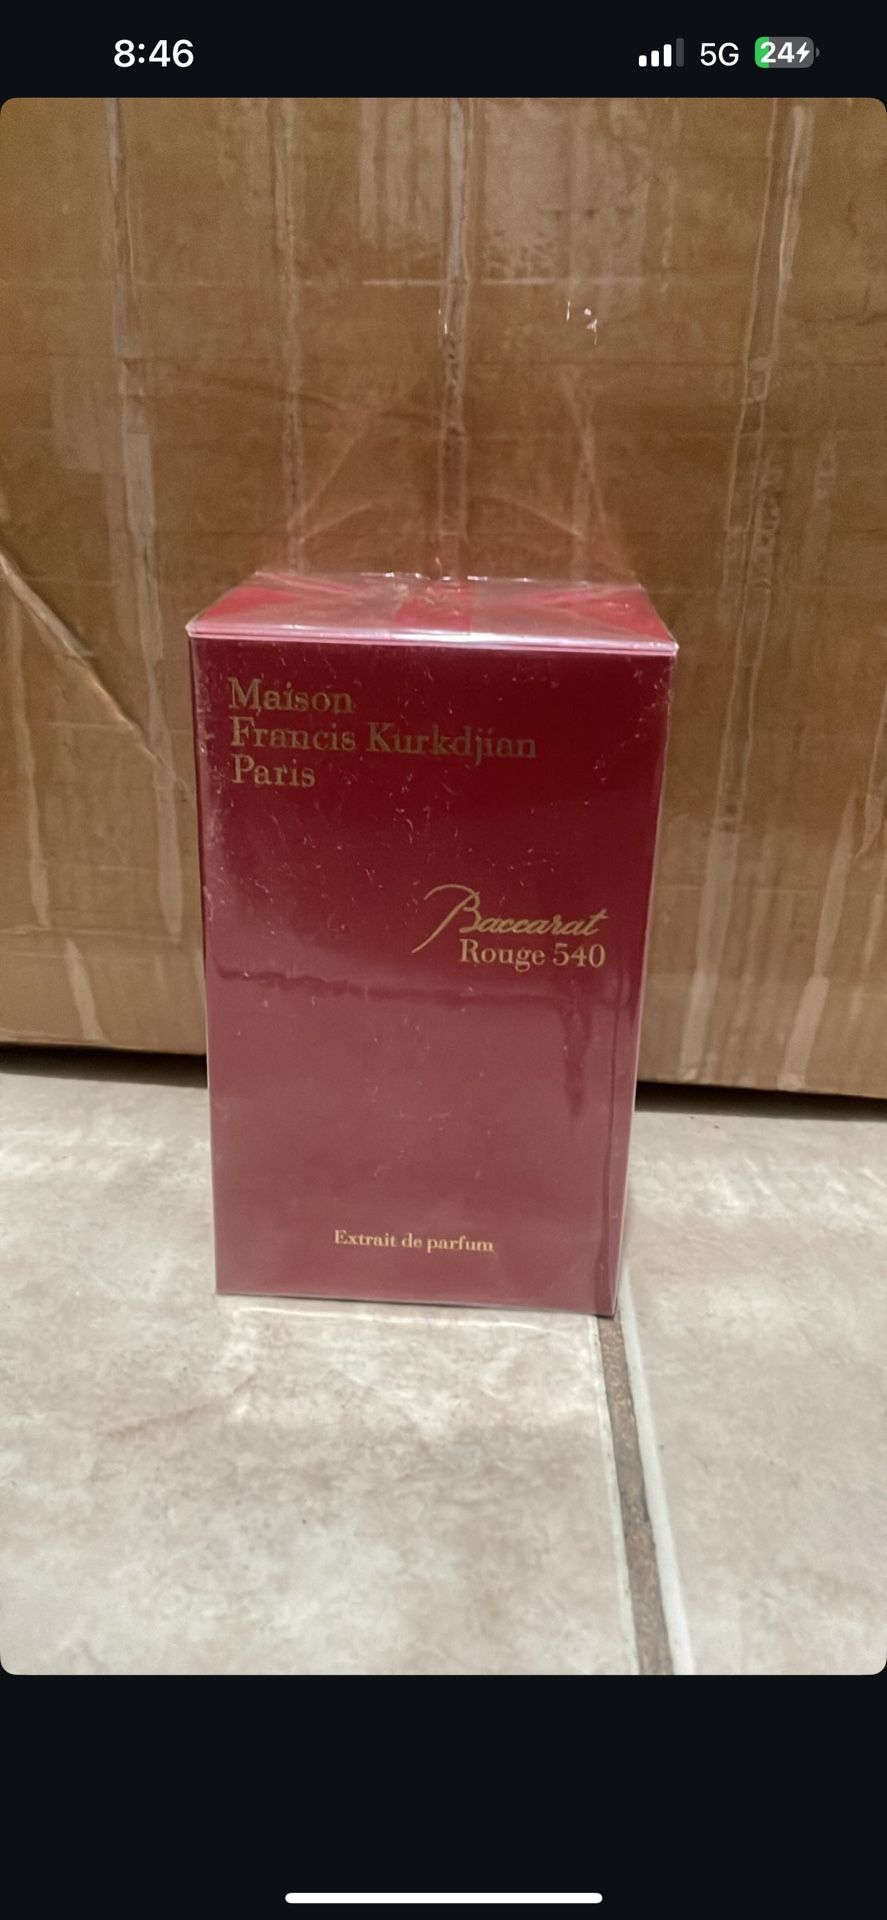 8:46
5G
24
Maison
Francis Kurkdjian
Paris
Baccarat
Rouge 540
Extrait de parfum